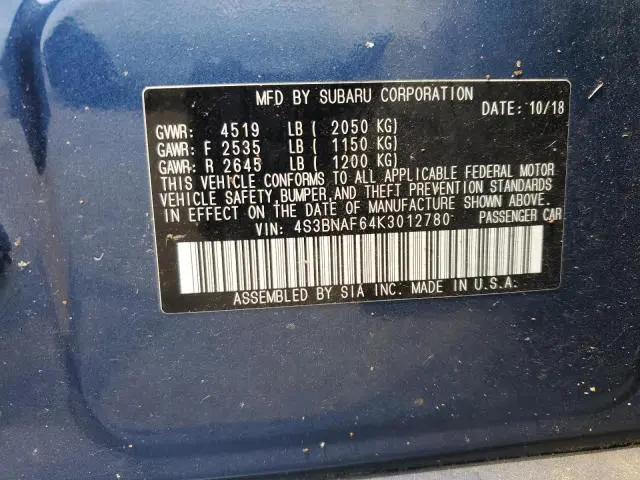 MFD BY SUBARU CORPORATION
DATE: 10/18
GVWR: 4519 LB ( 2050 KG)
GAWR: F 2535 LB ( 1150 KG)
GAWR: R 2645 LB ( 1200 KG)
THIS VEHICLE CONFORMS TO ALL APPLICABLE FEDERAL MOTOR
VEHICLE SAFETY,BUMPER,AND THEFT PREVENTION STANDARDS
IN EFFECT ON THE DATE OF MANUFACTURE SHOWN ABOVE.
VIN: 4S3BNAF64K3012780 PASSENGER CAR
ASSEMBLED BY SIA INC. MADE IN U.S.A.